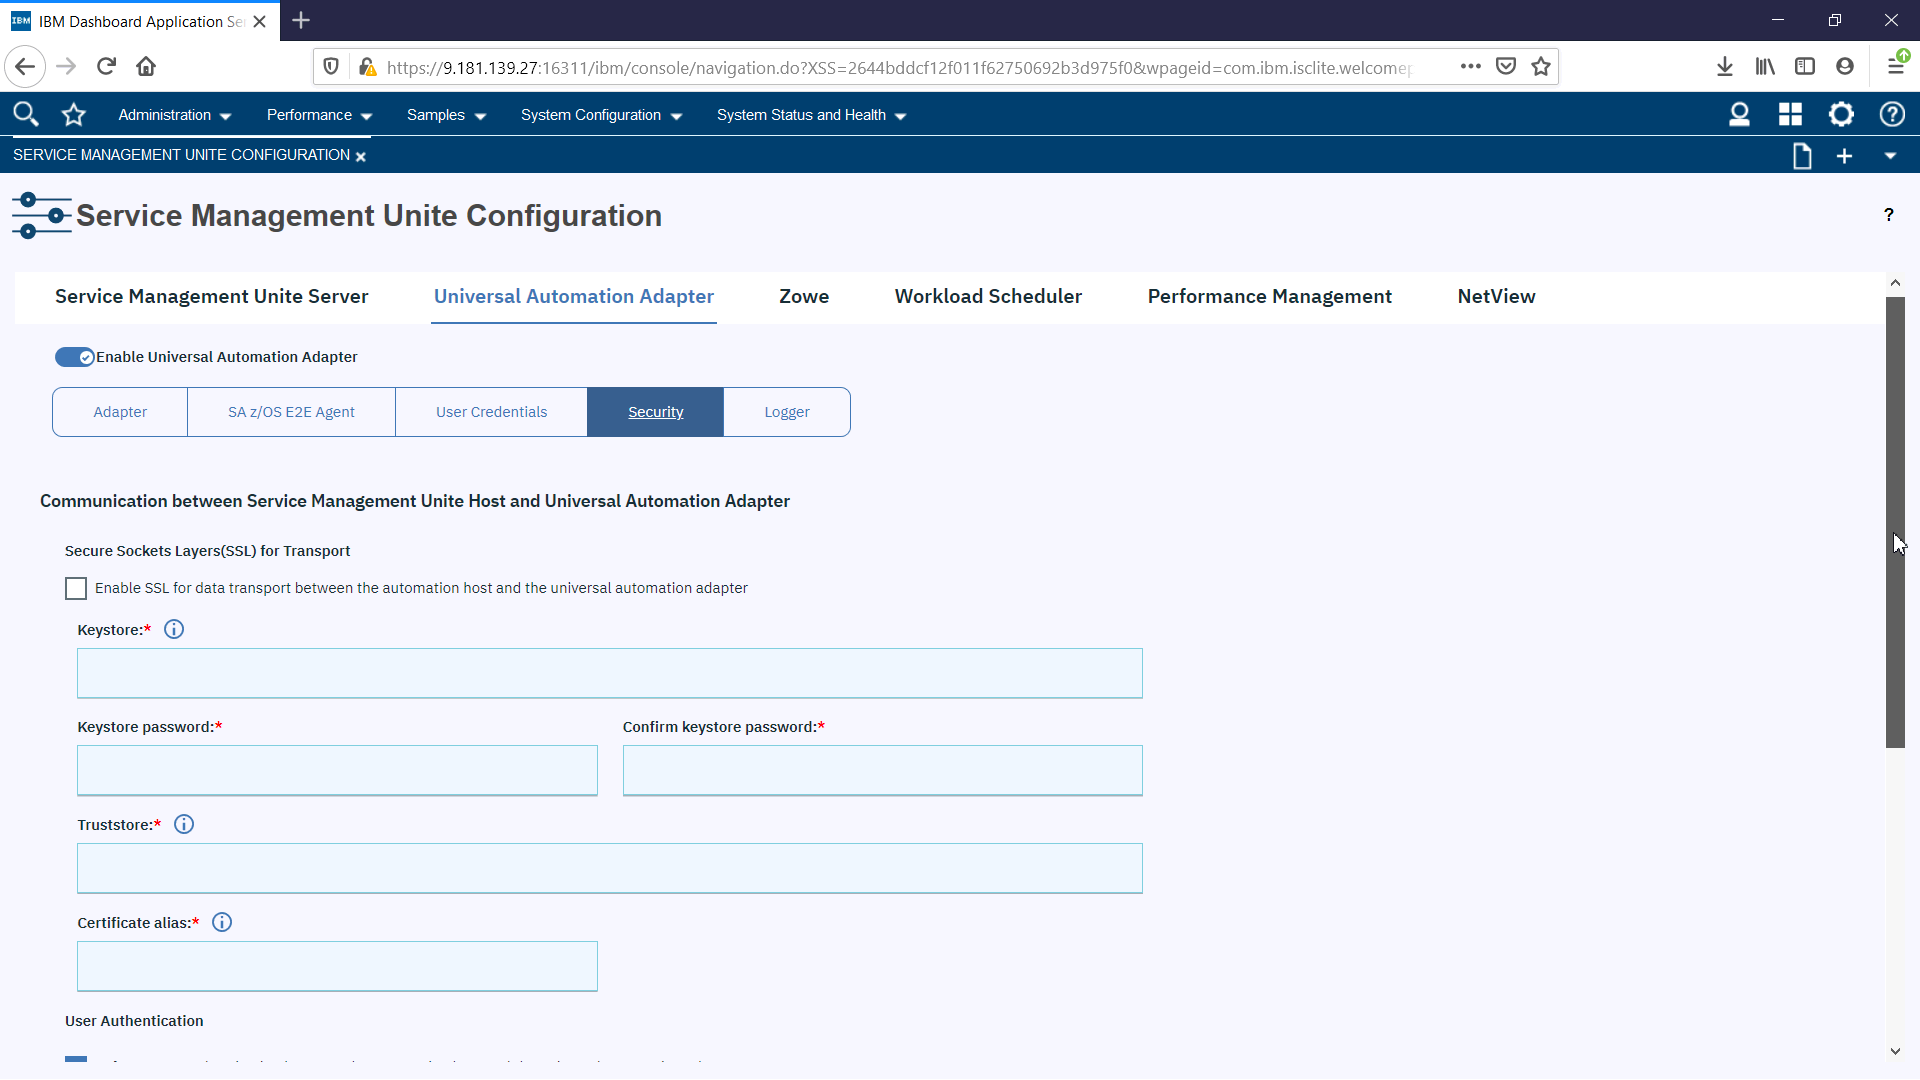 IBM IBM Dashboard Application Se
https://9.181.139.27:16311/ibm/console/navigation.do?XSS=2644bddcf12f011f62750692b3d975f0&wpageid=com.ibm.isclite.welcomep
Administration Performance Samples System Configuration System Status and Health
SERVICE MANAGEMENT UNITE CONFIGURATION
Service Management Unite Configuration ?
Service Management Unite Server Universal Automation Adapter Zowe Workload Scheduler Performance Management NetView
Enable Universal Automation Adapter
Adapter SA z/OS E2E Agent User Credentials Security Logger
Communication between Service Management Unite Host and Universal Automation Adapter
Secure Sockets Layers(SSL) for Transport
Enable SSL for data transport between the automation host and the universal automation adapter
Keystore:*
Keystore password:* Confirm keystore password:*
Truststore:*
Certificate alias:*
User Authentication